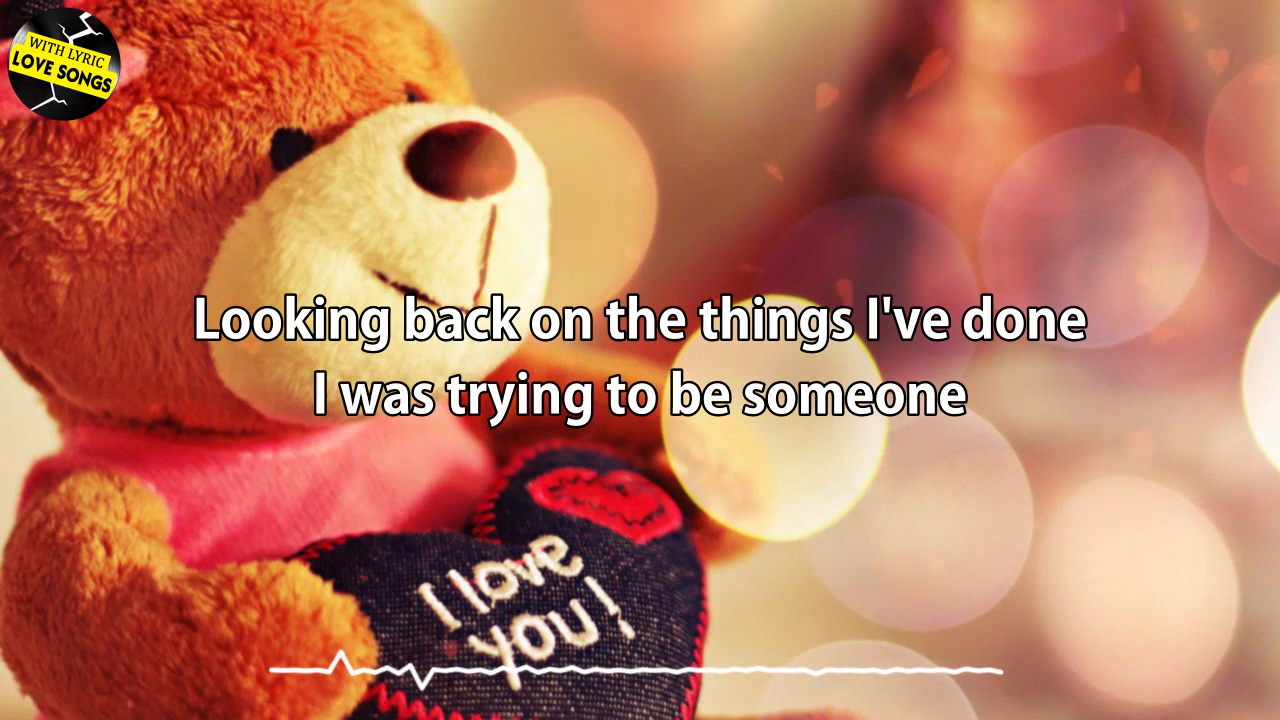 WITH LYRIC
LOVE SONGS
Looking back on the things I've done
I was trying to be someone
I love
you !